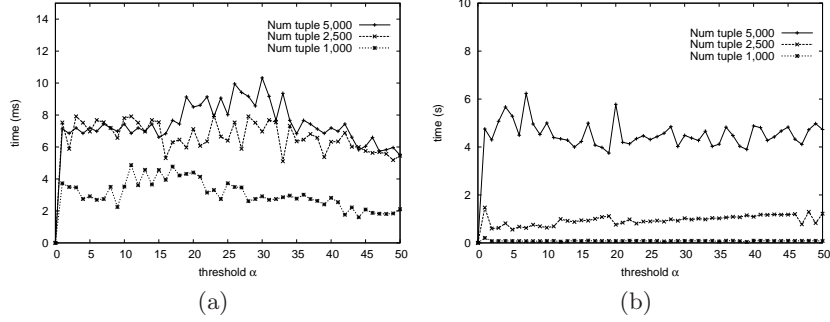 14
12
10
8
6
4
2
0
time (ms)
Num tuple 5,000
Num tuple 2,500
Num tuple 1,000
0 5 10 15 20 25 30 35 40 45 50
threshold α
(a)
10
8
6
4
2
0
time (s)
Num tuple 5,000
Num tuple 2,500
Num tuple 1,000
0 5 10 15 20 25 30 35 40 45 50
threshold α
(b)